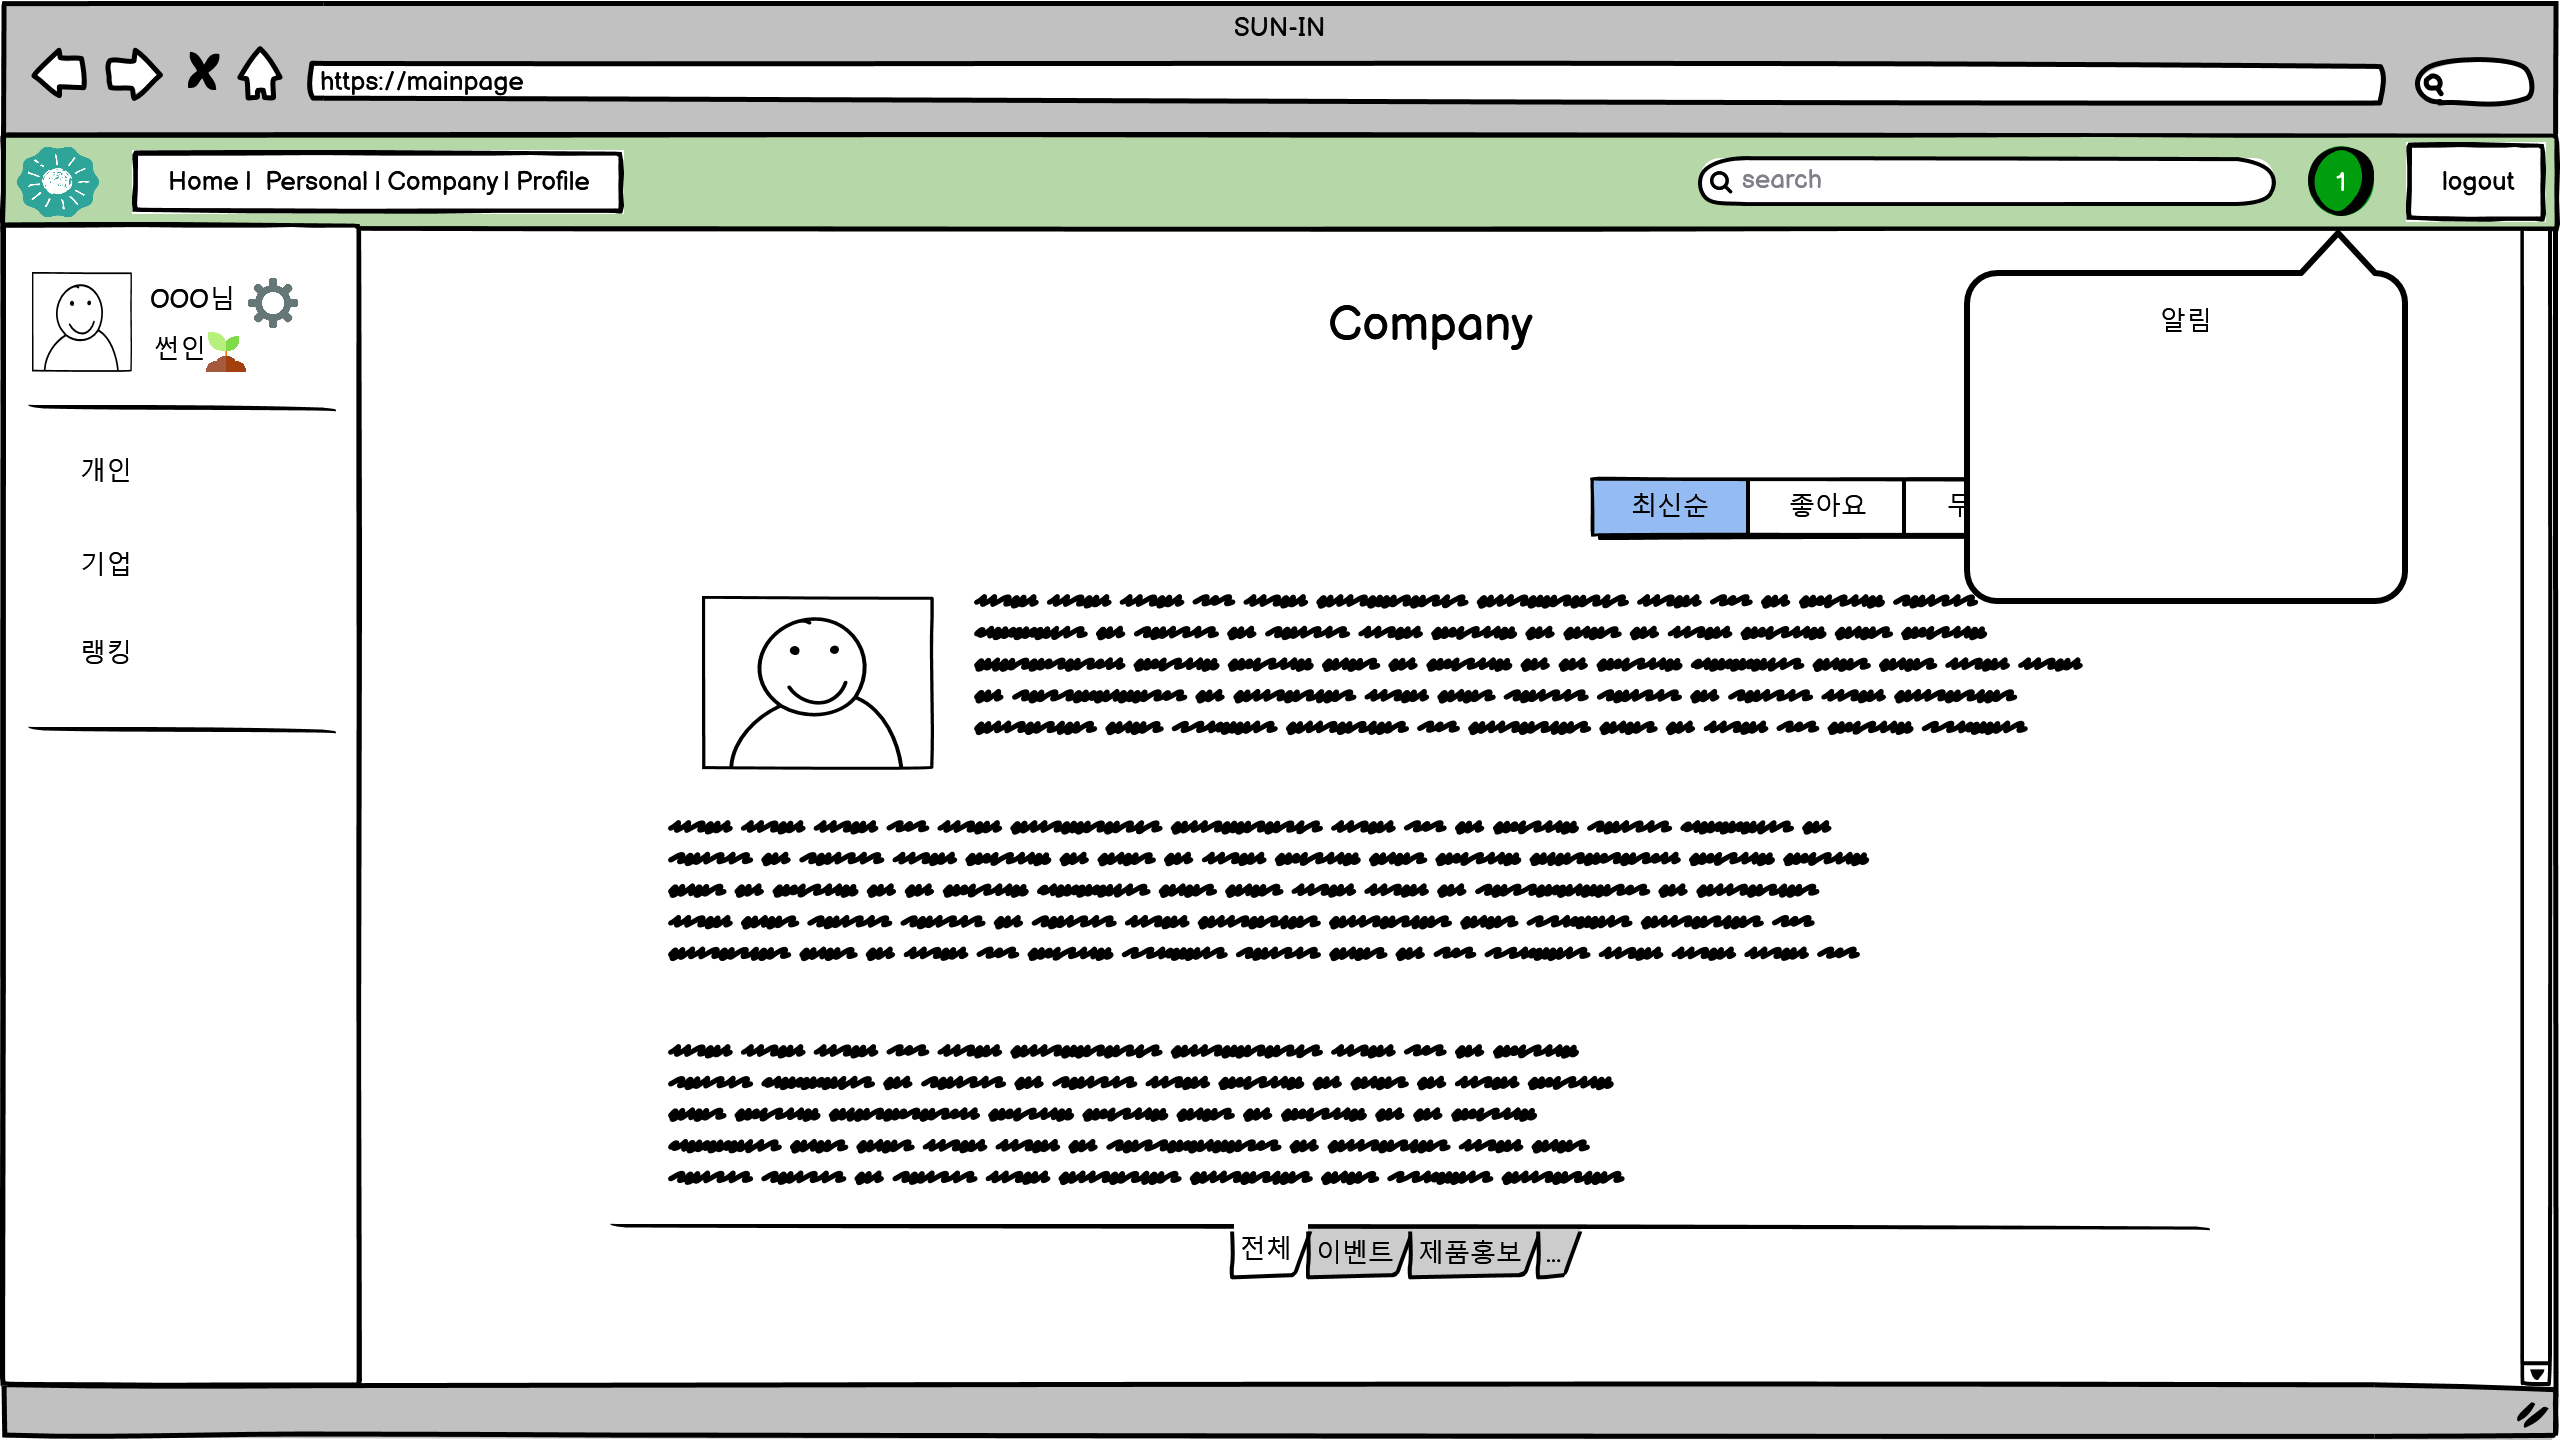 SUN-IN
https://mainpage
Home | Personal | Company | Profile
search
1
logout
OOO님
썬인
개인
기업
랭킹
Company
알림
최신순 좋아요
전체 이벤트 제품홍보 ...